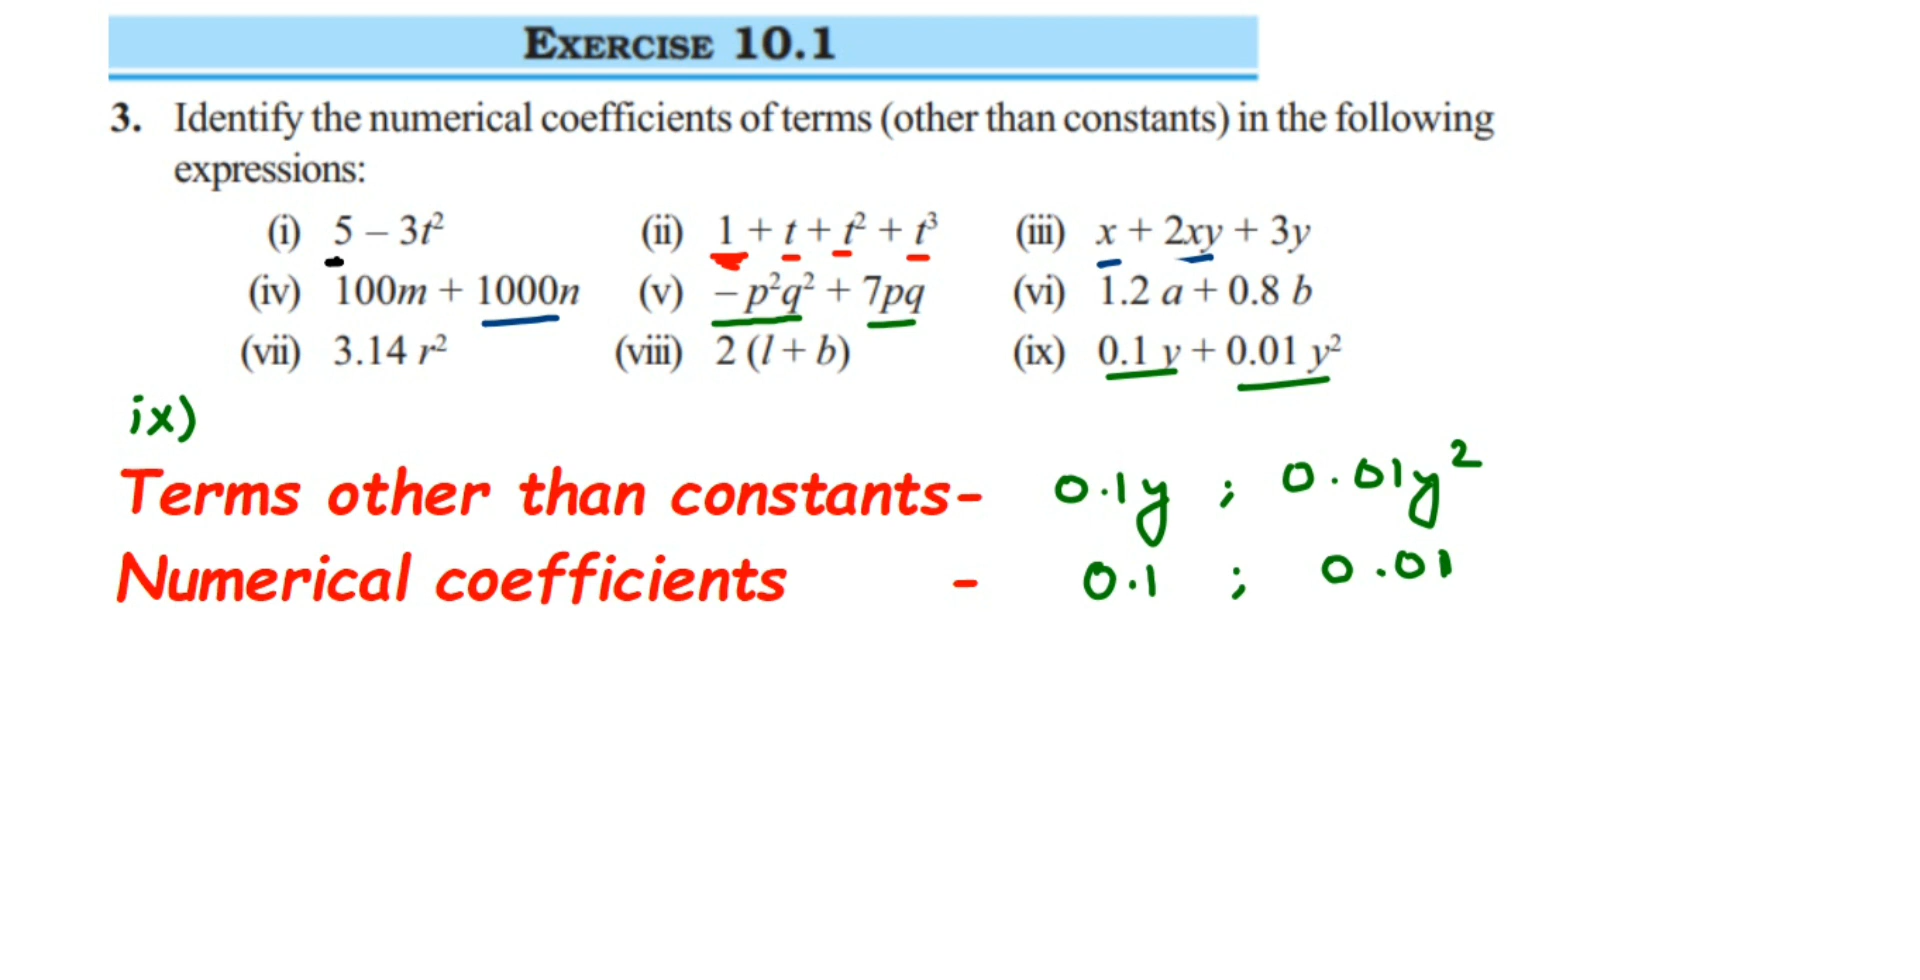 EXERCISE 10.1
3. Identify the numerical coefficients of terms (other than constants) in the following
expressions:
(i) 5 – 3t² (ii) 1 + t + t² + t³ (iii) x + 2xy + 3y
(iv) 100m + 1000n (v) – p²q² + 7pq (vi) 1.2 a + 0.8 b
(vii) 3.14 r² (viii) 2 (l + b) (ix) 0.1 y + 0.01 y²
ix)
Terms other than constants- 0.1y ; 0.01y²
Numerical coefficients - 0.1 ; 0.01